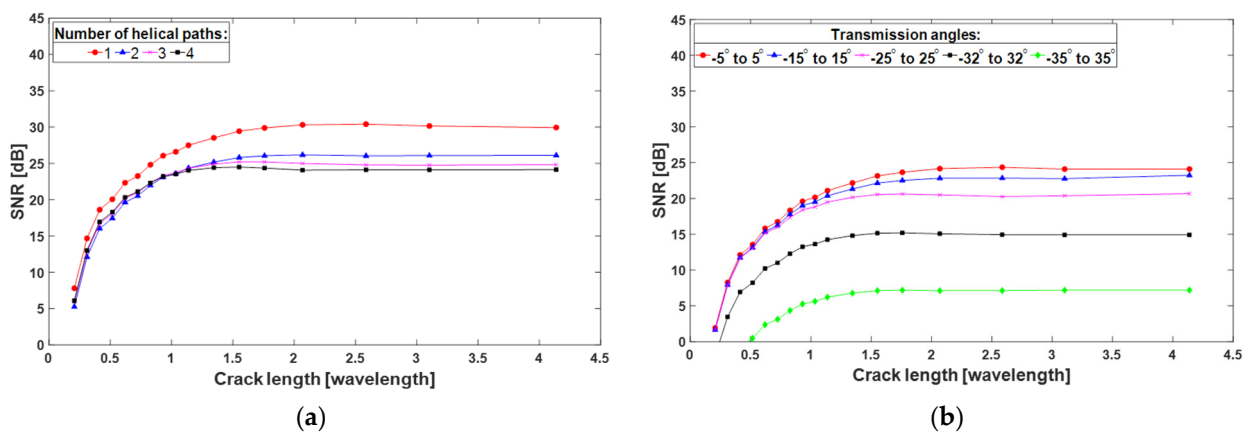 45
40
35
30
25
20
15
10
5
0
SNR [dB]
Number of helical paths:
1 2 3 4
0 0.5 1 1.5 2 2.5 3 3.5 4 4.5
Crack length [wavelength]
(a)
45
40
35
30
25
20
15
10
5
0
SNR [dB]
Transmission angles:
-5° to 5° -15° to 15° -25° to 25° -32° to 32° -35° to 35°
0 0.5 1 1.5 2 2.5 3 3.5 4 4.5
Crack length [wavelength]
(b)